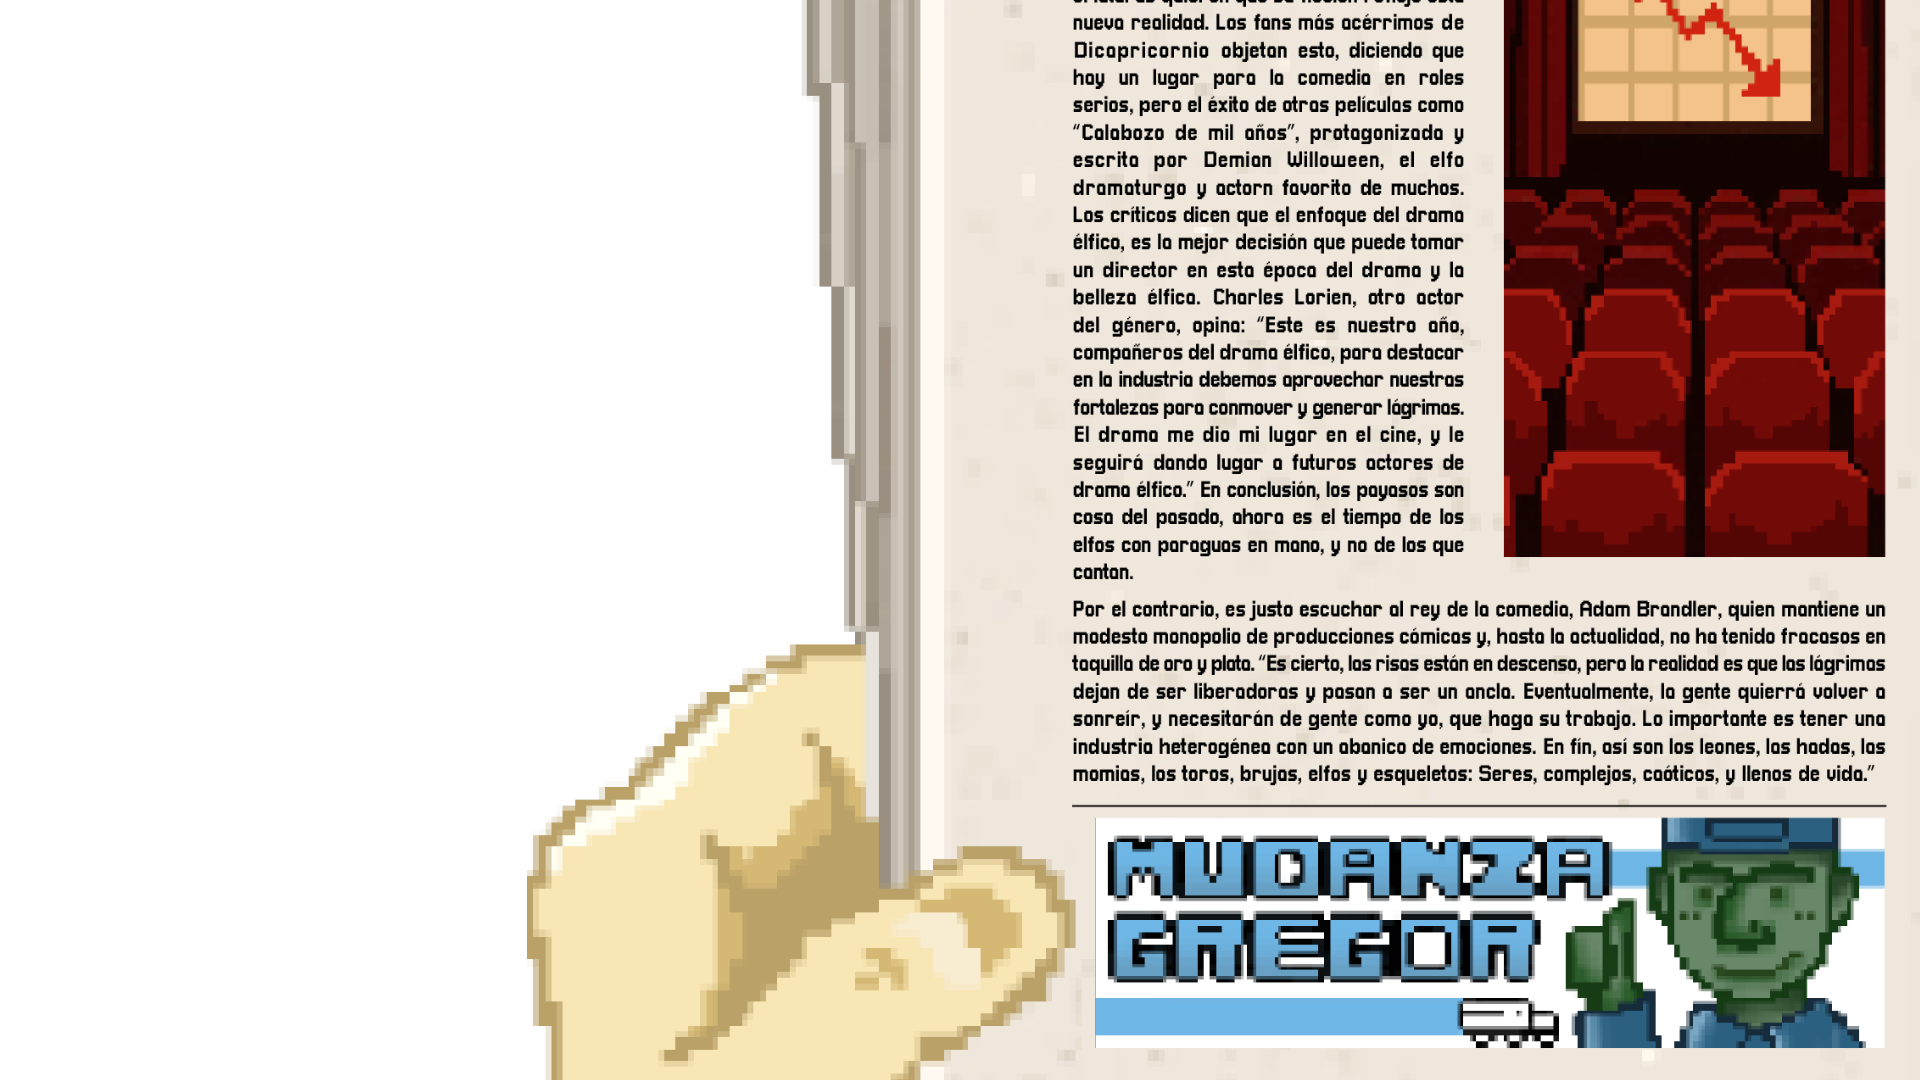 nueva realidad. Los fans más acérrimos de
Dicapricornio objetan esto, diciendo que
hay un lugar para la comedia en roles
serios, pero el éxito de otras películas como
"Calabozo de mil años", protagonizada y
escrita por Demian Willoween, el elfo
dramaturgo y actorn favorito de muchos.
Los críticos dicen que el enfoque del drama
élfico, es la mejor decisión que puede tomar
un director en esta época del drama y la
belleza élfica. Charles Lorien, otro actor
del género, opina: "Este es nuestro año,
compañeros del drama élfico, para destacar
en la industria debemos aprovechar nuestras
fortalezas para conmover y generar lágrimas.
El drama me dio mi lugar en el cine, y le
seguirá dando lugar a futuros actores de
drama élfico." En conclusión, los payasos son
cosa del pasado, ahora es el tiempo de los
elfos con paraguas en mano, y no de los que
cantan.
Por el contrario, es justo escuchar al rey de la comedia, Adam Brandler, quien mantiene un
modesto monopolio de producciones cómicas y, hasta la actualidad, no ha tenido fracasos en
taquilla de oro y plata. "Es cierto, las risas están en descenso, pero la realidad es que las lágrimas
dejan de ser liberadoras y pasan a ser un ancla. Eventualmente, la gente quierrá volver a
sonreír, y necesitarán de gente como yo, que haga su trabajo. Lo importante es tener una
industria heterogénea con un abanico de emociones. En fín, así son los leones, las hadas, las
momias, los toros, brujas, elfos y esqueletos: Seres, complejos, caóticos, y llenos de vida."
MUDANZA
GREGOR